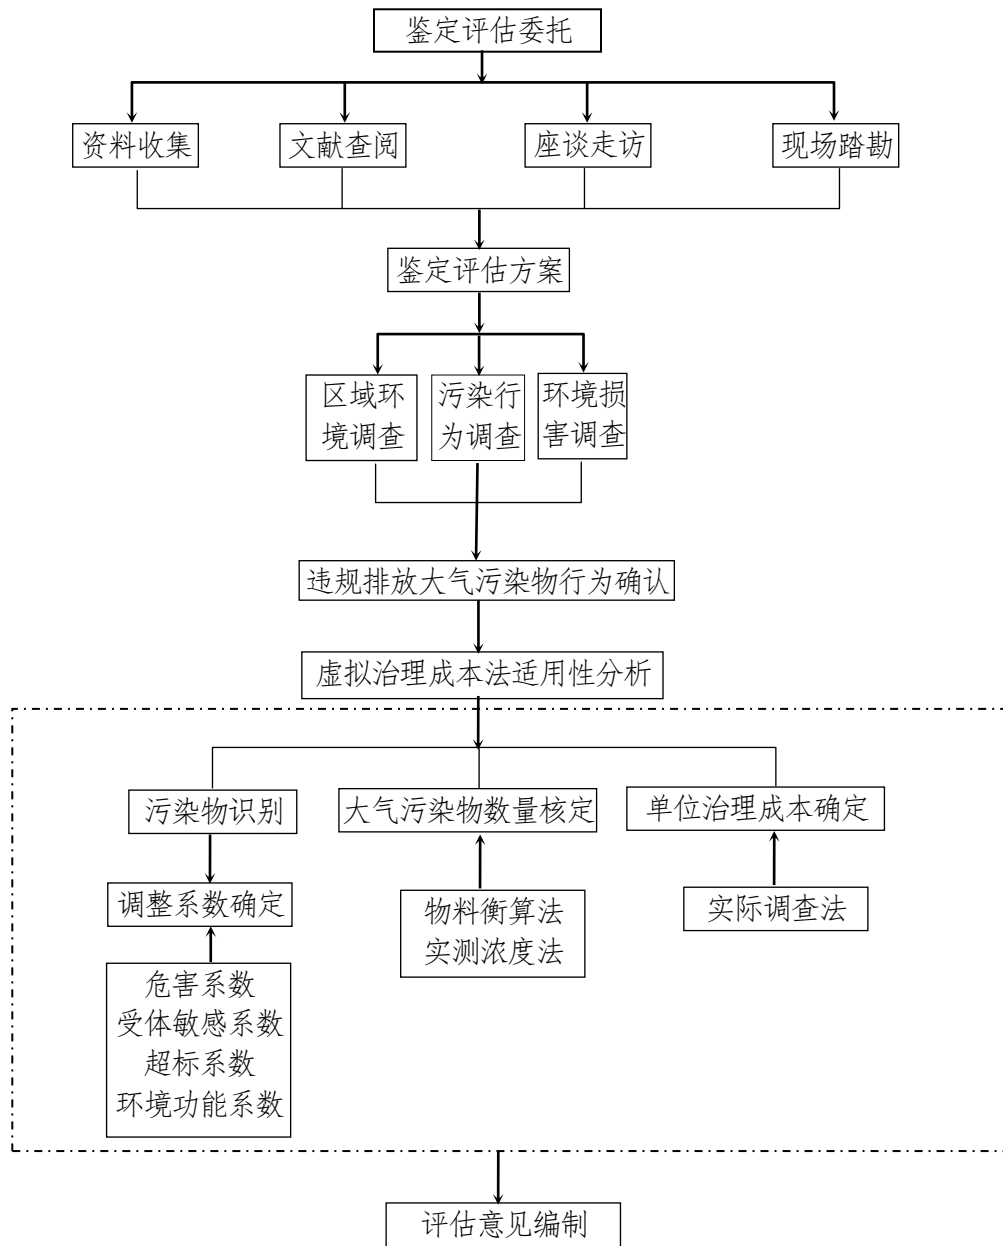 鉴定评估委托
资料收集
文献查阅
座谈走访
现场踏勘
鉴定评估方案
区域环
境调查
污染行
为调查
环境损
害调查
违规排放大气污染物行为确认
虚拟治理成本法适用性分析
污染物识别
大气污染物数量核定
单位治理成本确定
调整系数确定
物料衡算法
实测浓度法
实际调查法
危害系数
受体敏感系数
超标系数
环境功能系数
评估意见编制